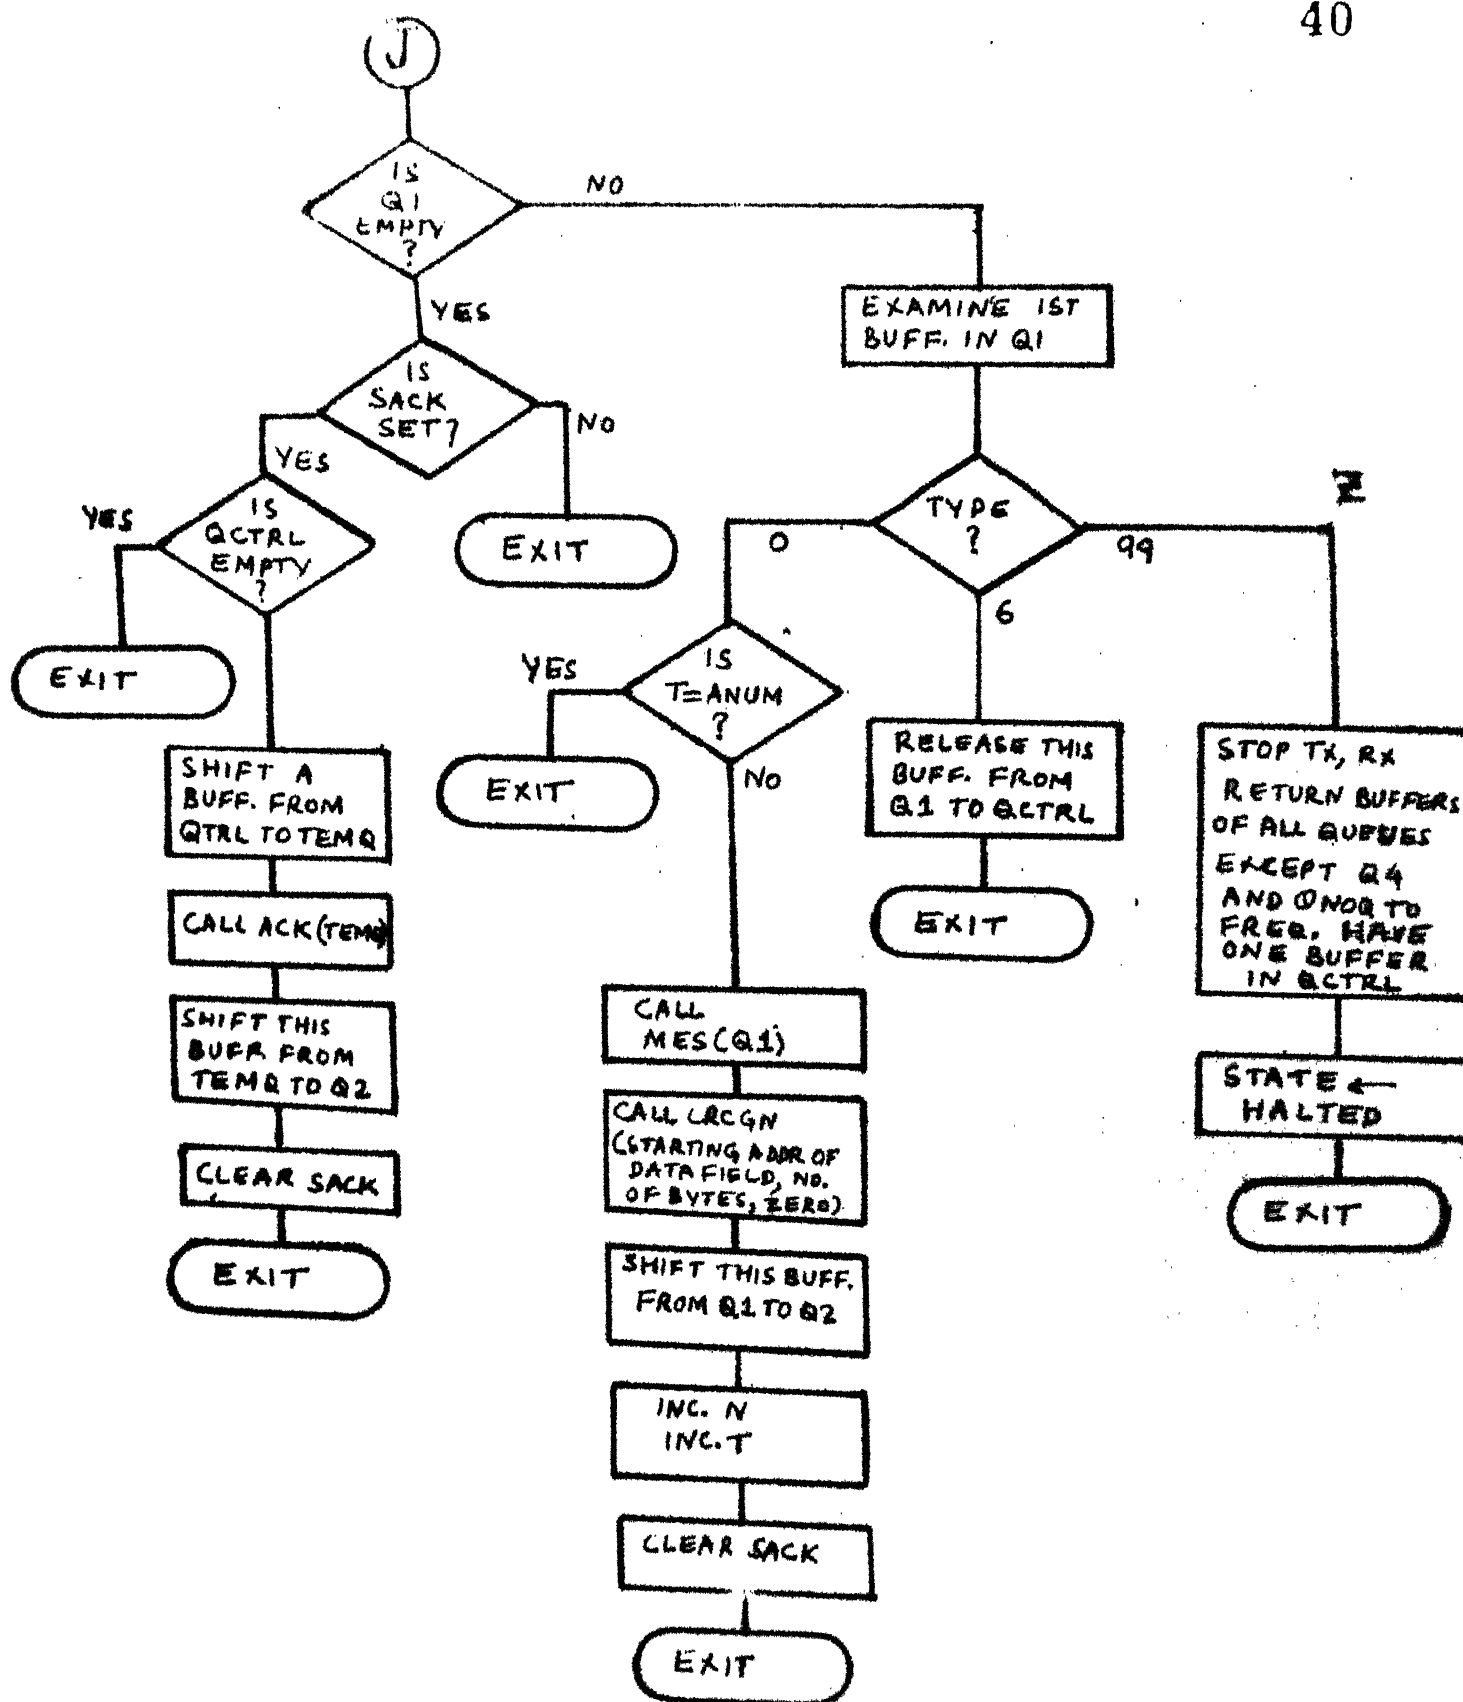 40
J
IS
Q1
EMPTY
?
NO
YES
EXAMINE 1ST
BUFF. IN Q1
IS
SACK
SET?
NO
YES
EXIT
YES
IS
QCTRL
EMPTY
?
EXIT
SHIFT A
BUFF. FROM
QTRL TO TEMQ
CALL ACK(TEMQ
SHIFT THIS
BUFR FROM
TEMQ TO Q2
CLEAR SACK
EXIT
TYPE
?
0
6
99
IS
T=ANUM
?
YES
NO
EXIT
CALL
MES(Q1)
CALL LRCGN
(STARTING ADDR OF
DATA FIELD, NO.
OF BYTES, ZERO)
SHIFT THIS BUFF.
FROM Q1 TO Q2
INC. N
INC. T
CLEAR SACK
EXIT
RELEASE THIS
BUFF. FROM
Q1 TO QCTRL
EXIT
STOP TX, RX
RETURN BUFFERS
OF ALL QUEUES
EXCEPT Q4
AND QNOQ TO
FREQ. HAVE
ONE BUFFER
IN QCTRL
STATE ←
HALTED
EXIT